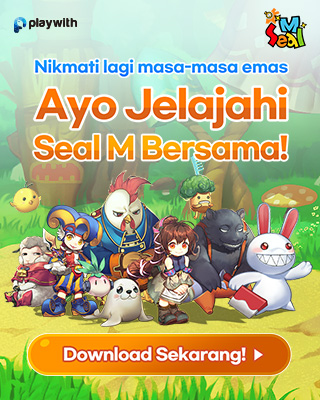 playwith
Seal M
Nikmati lagi masa-masa emas
Ayo Jelajahi
Seal M Bersama!
Download Sekarang!